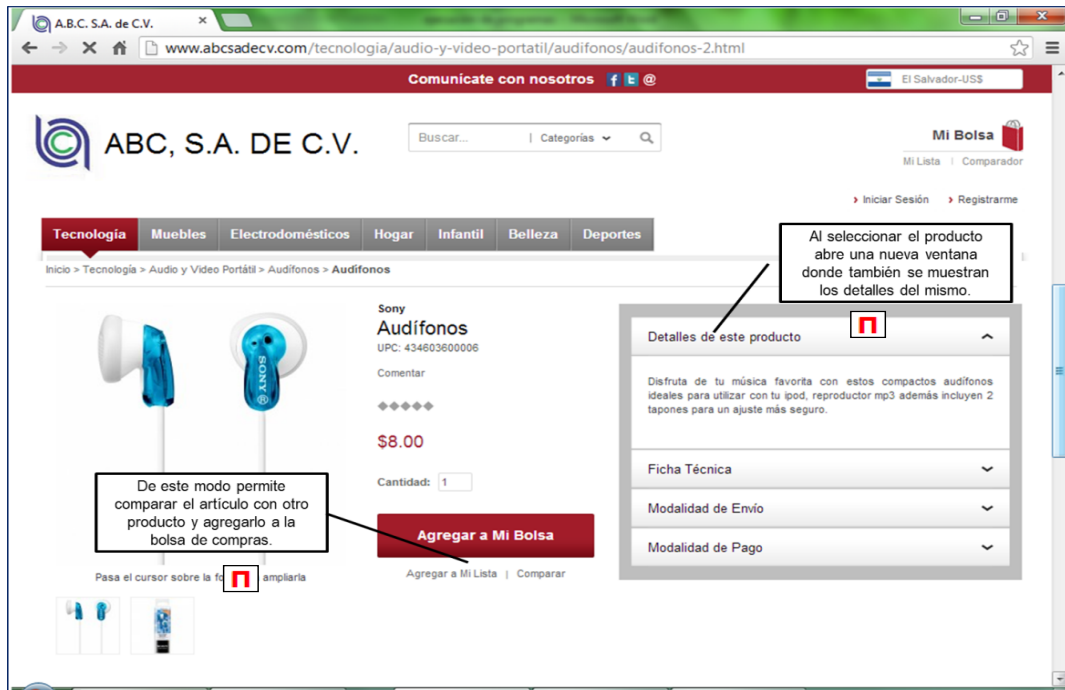 A.B.C. S.A. de C.V.
www.abcsadecv.com/tecnologia/audio-y-video-portatil/audifonos/audifonos-2.html
Comunícate con nosotros
El Salvador-US$
ABC, S.A. DE C.V.
Buscar... | Categorías
Mi Bolsa
Mi Lista | Comparador
Iniciar Sesión
Registrarme
Tecnología Muebles Electrodomésticos Hogar Infantil Belleza Deportes
Inicio > Tecnología > Audio y Video Portátil > Audífonos > Audífonos
Al seleccionar el producto
abre una nueva ventana
donde también se muestran
los detalles del mismo.
Π
Sony
Audífonos
UPC: 434603600006
Comentar
$8.00
Cantidad: 1
Agregar a Mi Bolsa
Agregar a Mi Lista | Comparar
SONY
De este modo permite
comparar el artículo con otro
producto y agregarlo a la
bolsa de compras.
Π
Pasa el cursor sobre la ampliarla
Detalles de este producto
Disfruta de tu música favorita con estos compactos audífonos
ideales para utilizar con tu ipod, reproductor mp3 además incluyen 2
tapones para un ajuste más seguro.
Ficha Técnica
Modalidad de Envío
Modalidad de Pago